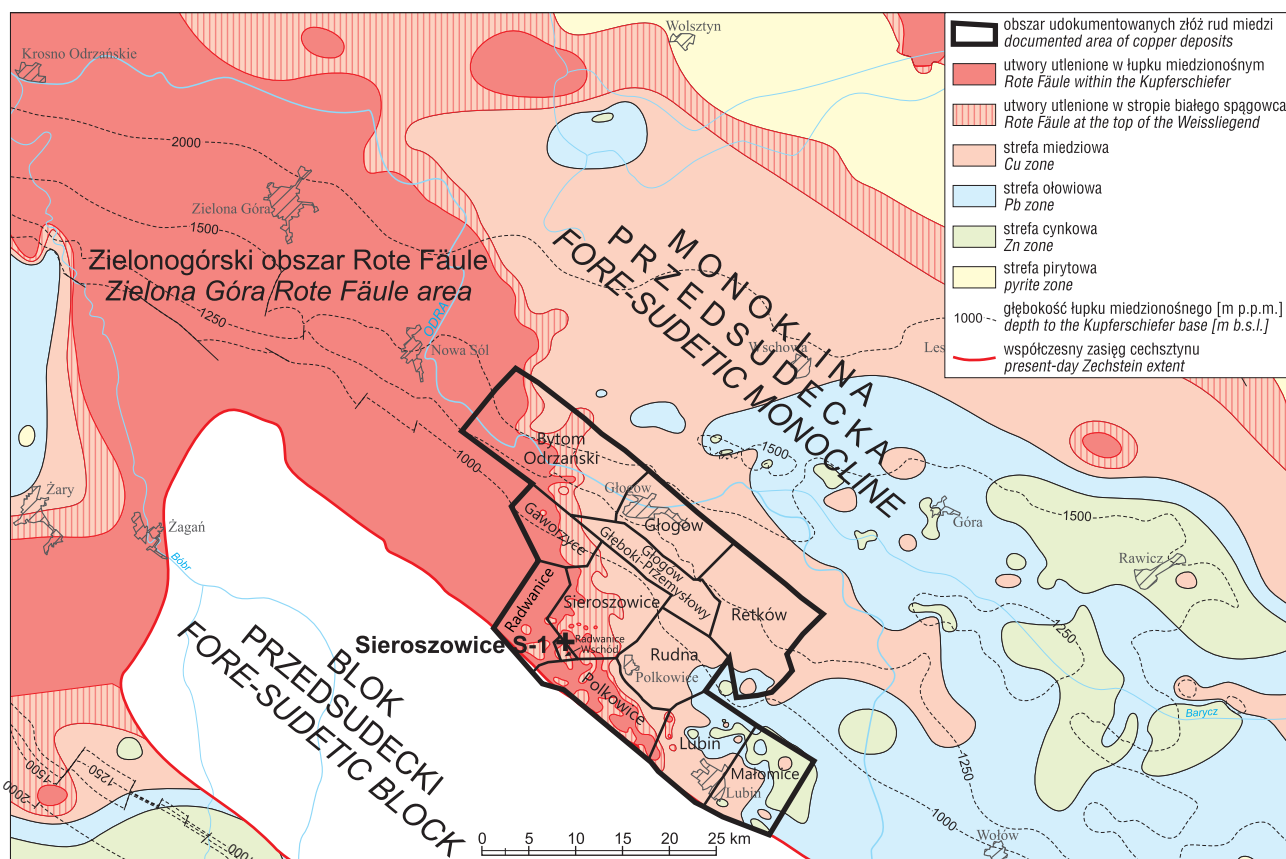 Krosno Odrzańskie
Wolsztyn
2000
Zielona Góra
1500
Zielonogórski obszar Rote Fäule
Zielona Góra Rote Fäule area
1250
ODRA
Nowa Sól
MONOKLINA
PRZEDSUDECKA
FORE-SUDETIC MONOCLINE
Wschowa
Les
1000
Bytom
Odrzański
1500
Żary
Żagań
Bóbr
Głogów
Głogów
Gaworzyce
Głogów
Głęboki-Przemysłowy
Góra
1500
Rawicz
Radwanice
Sieroszowice
Retków
1250
Sieroszowice S-1
Radwanice
Wschód
Rudna
Polkowice
Polkowice
BLOK
PRZEDSUDECKI
FORE-SUDETIC BLOCK
Barycz
Lubin
Małomice
Lubin
1250
1000
Wołów
1250
1500
2000
1000
0 5 10 15 20 25 km
obszar udokumentowanych złóż rud miedzi
documented area of copper deposits
utwory utlenione w łupku miedzionośnym
Rote Fäule within the Kupferschiefer
utwory utlenione w stropie białego spągowca
Rote Fäule at the top of the Weissliegend
strefa miedziowa
Cu zone
strefa ołowiowa
Pb zone
strefa cynkowa
Zn zone
strefa pirytowa
pyrite zone
1000 głębokość łupku miedzionośnego [m p.p.m.]
depth to the Kupferschiefer base [m b.s.l.]
współczesny zasięg cechsztynu
present-day Zechstein extent